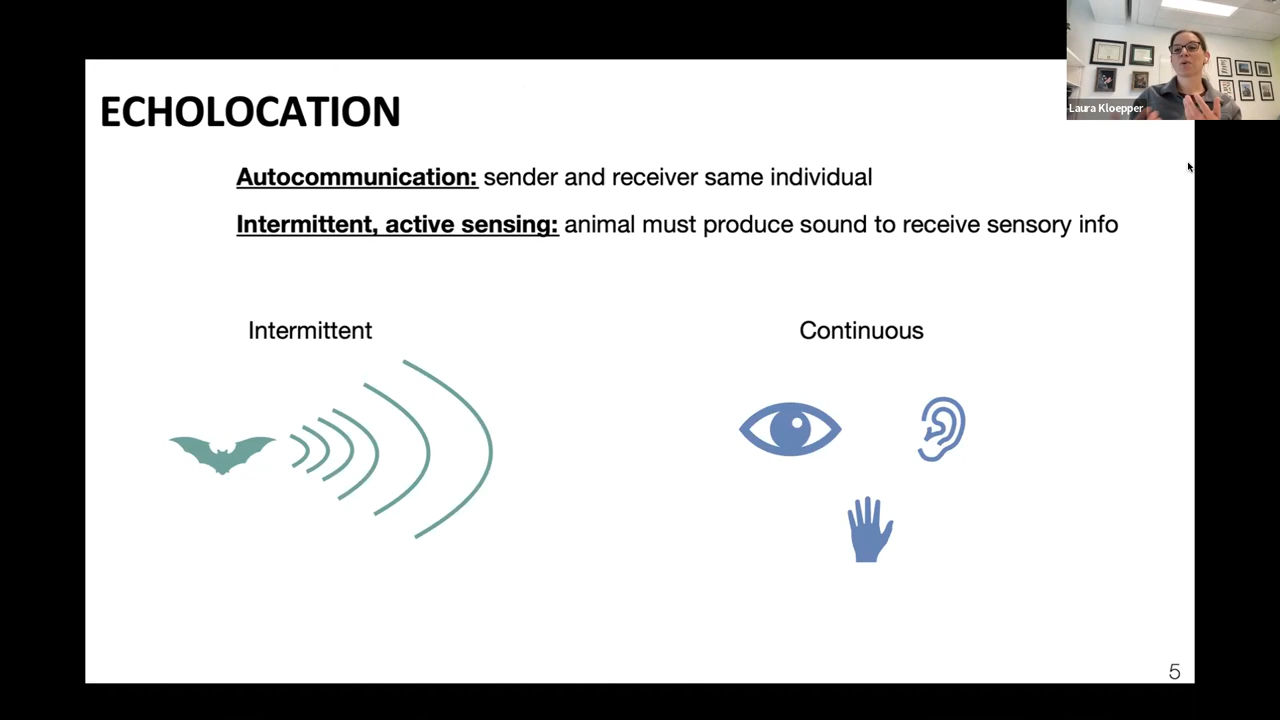 Laura Kloepper
ECHOLOCATION
Autocommunication: sender and receiver same individual
Intermittent, active sensing: animal must produce sound to receive sensory info
Intermittent
Continuous
5